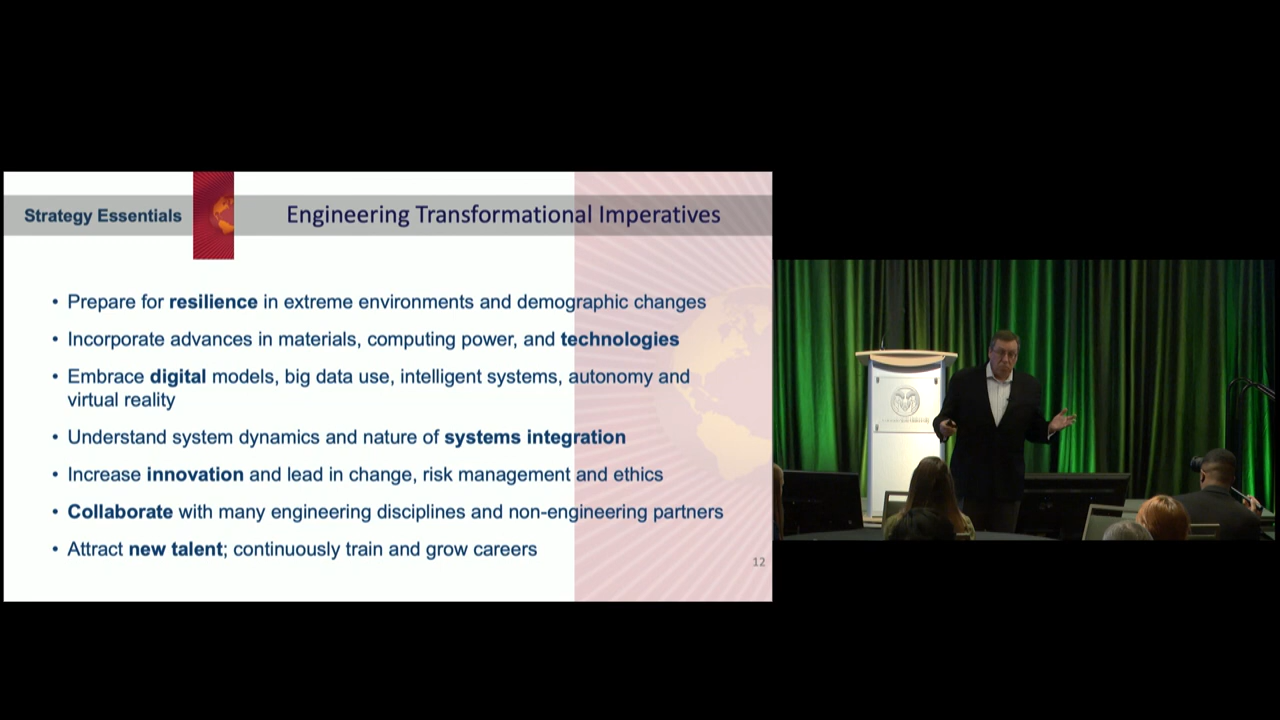 Strategy Essentials
Engineering Transformational Imperatives
• Prepare for resilience in extreme environments and demographic changes
• Incorporate advances in materials, computing power, and technologies
• Embrace digital models, big data use, intelligent systems, autonomy and
virtual reality
• Understand system dynamics and nature of systems integration
• Increase innovation and lead in change, risk management and ethics
• Collaborate with many engineering disciplines and non-engineering partners
• Attract new talent; continuously train and grow careers
12